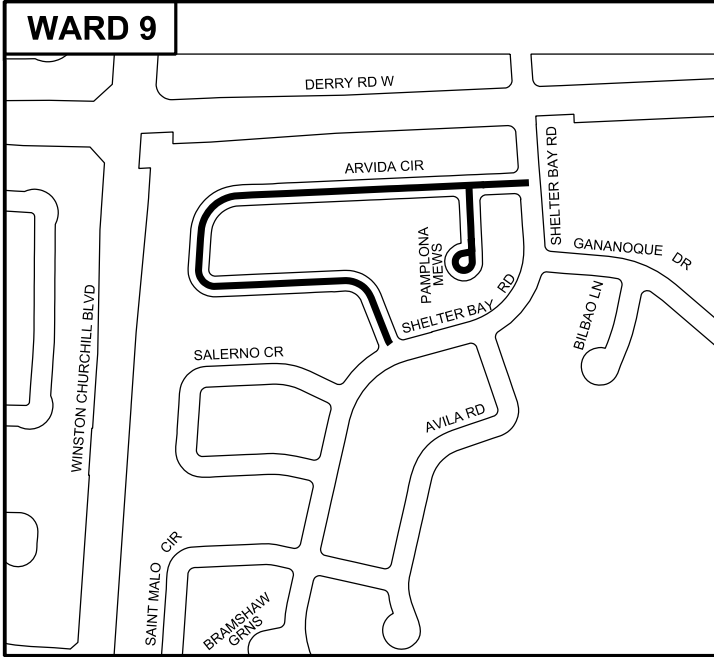 WARD 9
DERRY RD W
ARVIDA CIR
SHELTER BAY RD
GANANOQUE DR
PAMPLONA
MEWS
SHELTER BAY RD
BILBAO LN
WINSTON CHURCHILL BLVD
SALERNO CR
AVILA RD
SAINT MALO CIR
BRAMSHAW
GRNS